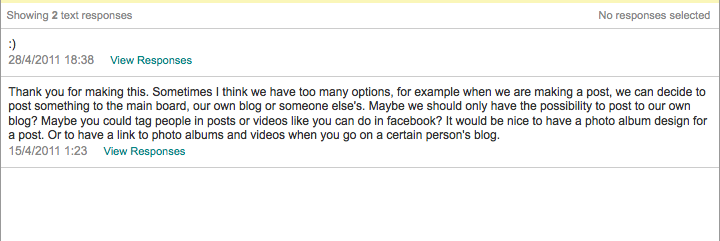 Showing 2 text responses No responses selected
:)
28/4/2011 18:38 View Responses
Thank you for making this. Sometimes I think we have too many options, for example when we are making a post, we can decide to
post something to the main board, our own blog or someone else's. Maybe we should only have the possibility to post to our own
blog? Maybe you could tag people in posts or videos like you can do in facebook? It would be nice to have a photo album design for
a post. Or to have a link to photo albums and videos when you go on a certain person's blog.
15/4/2011 1:23 View Responses